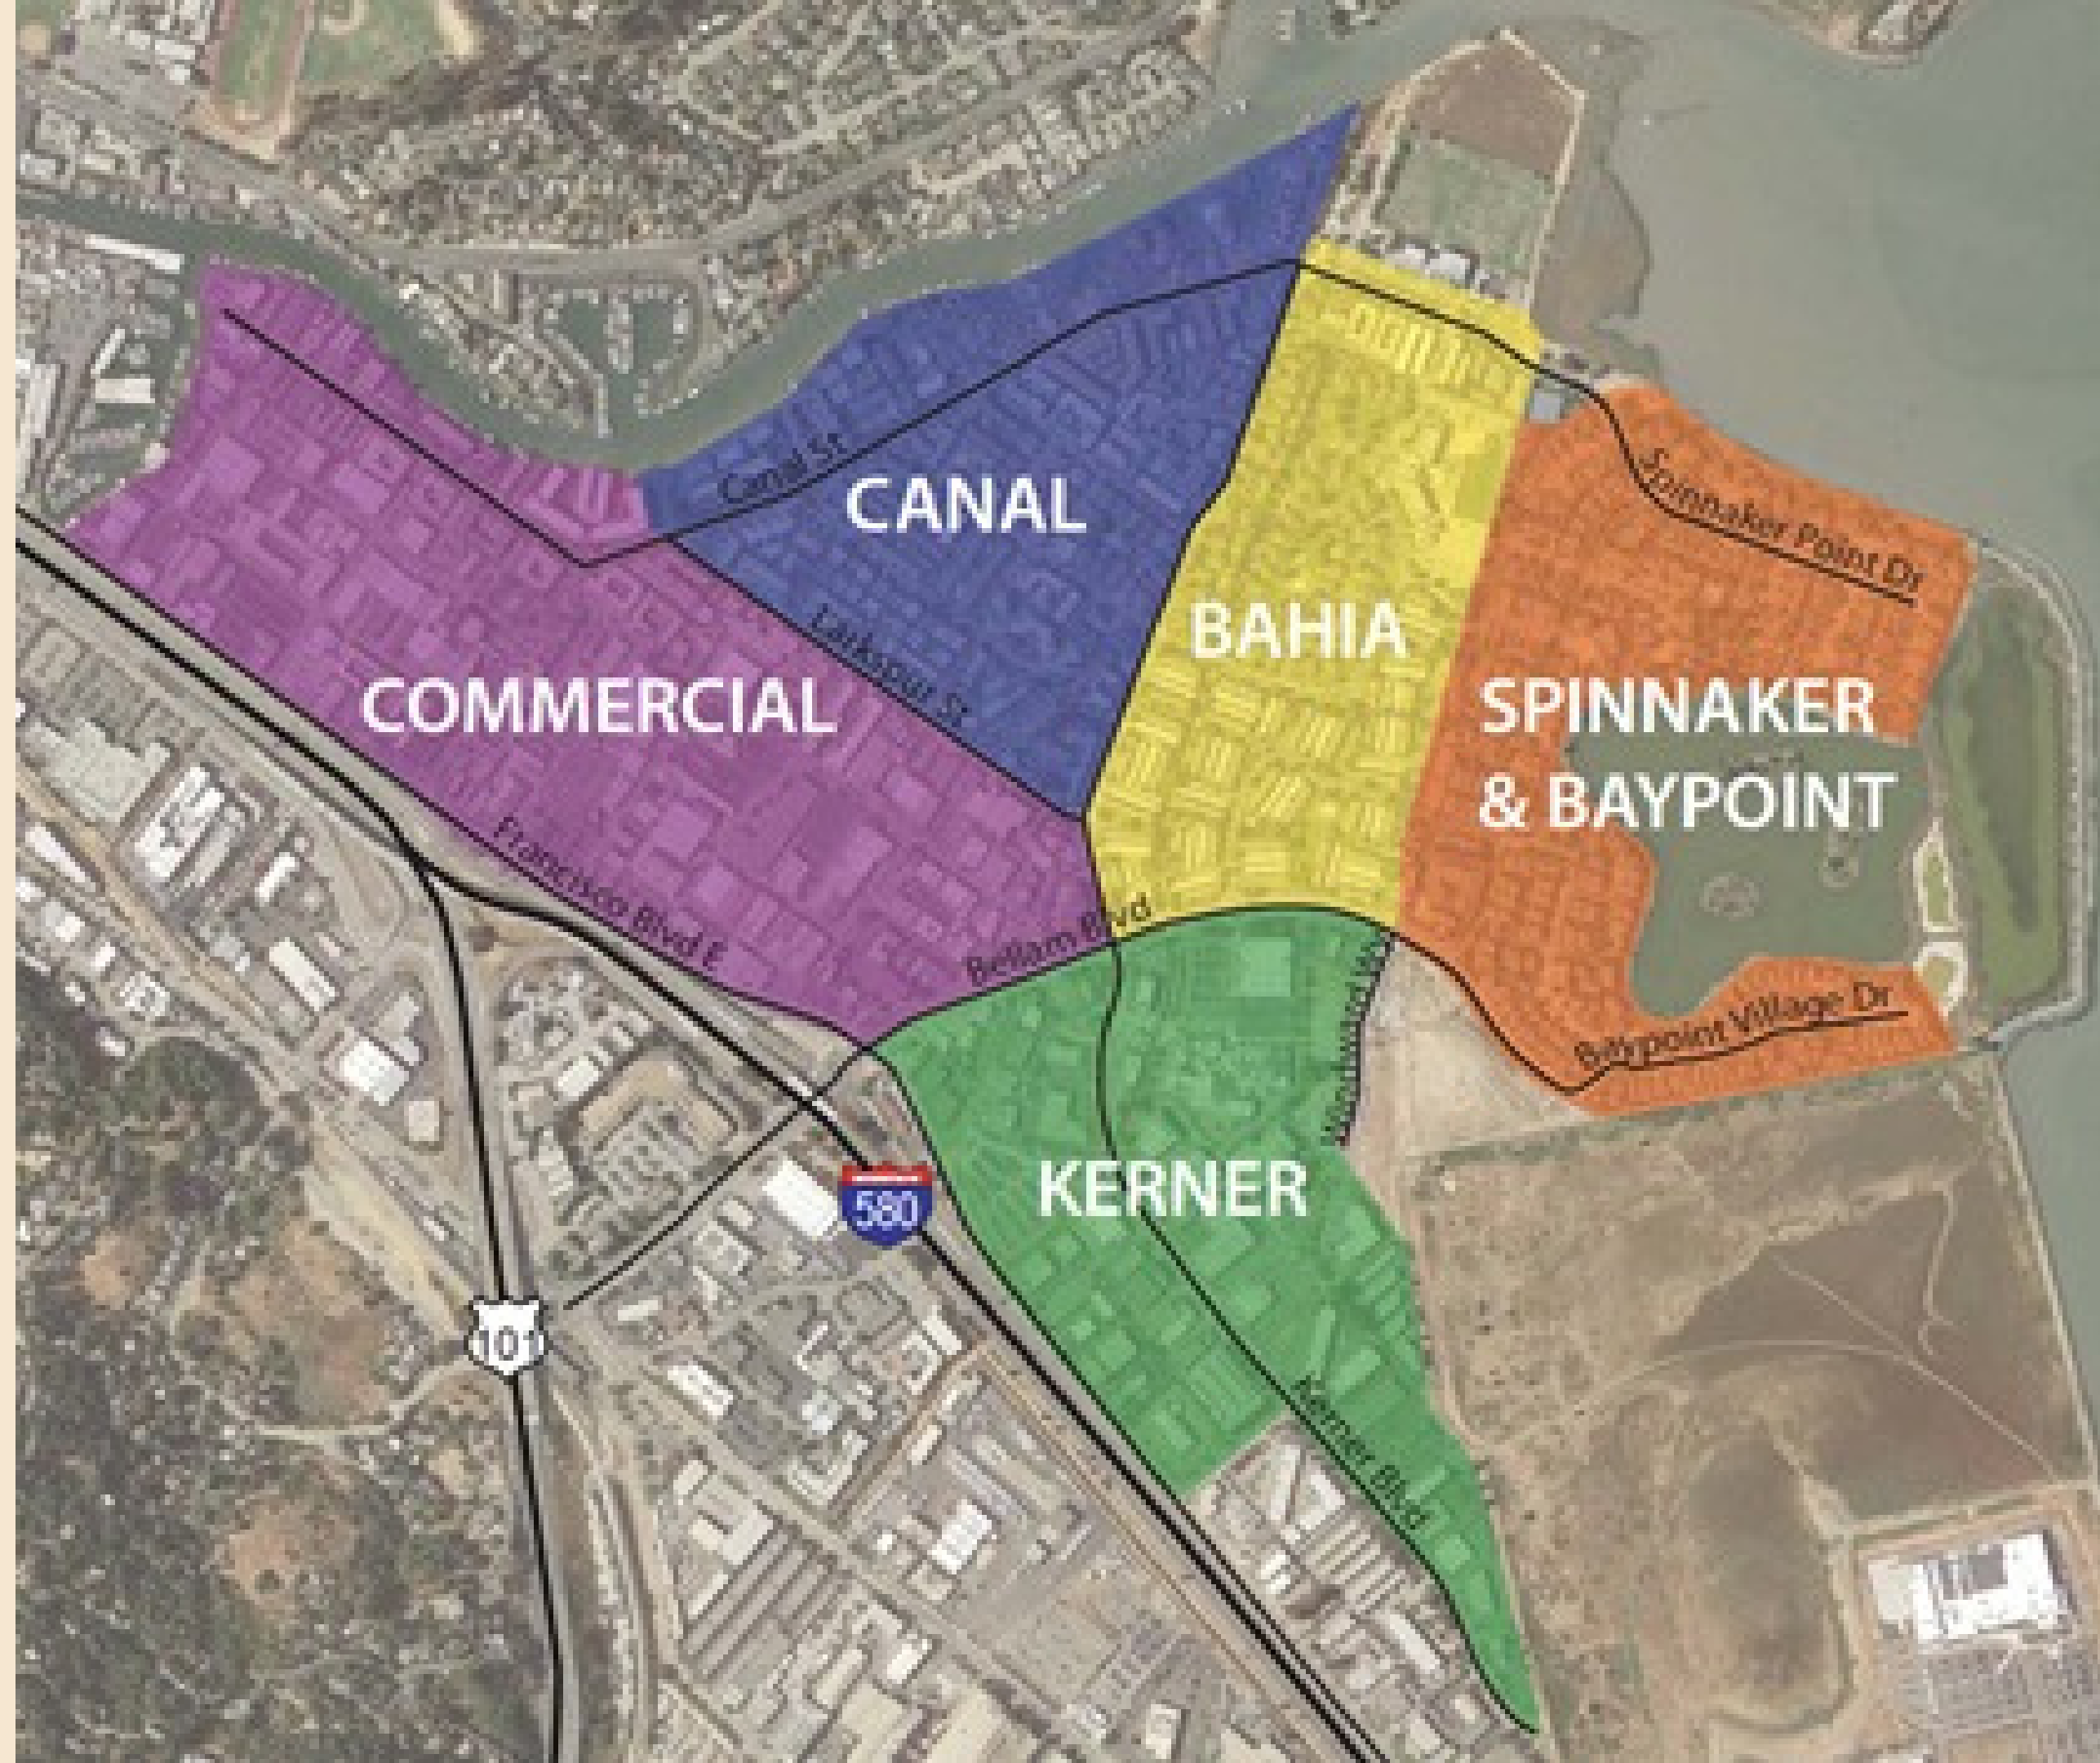 Canal St
CANAL
Spinnaker Point Dr
BAHIA
Larkspur St
COMMERCIAL
SPINNAKER
& BAYPOINT
Francisco Blvd E
Bellam Blvd
Baypoint Village Dr
KERNER
580
101
Kerner Blvd